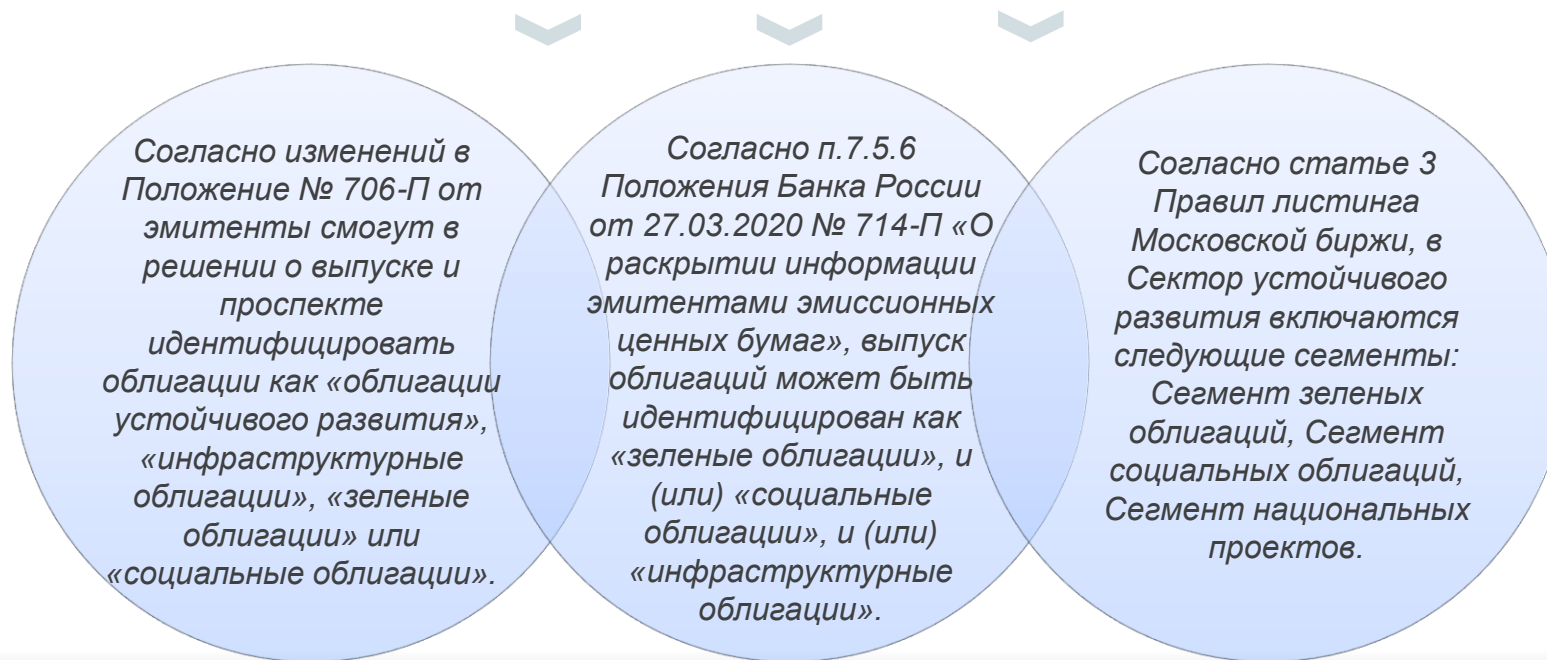 Согласно изменений в
Положение № 706-П от
эмитенты смогут в
решении о выпуске и
проспекте
идентифицировать
облигации как «облигации
устойчивого развития»,
«инфраструктурные
облигации», «зеленые
облигации» или
«социальные облигации».
Согласно п.7.5.6
Положения Банка России
от 27.03.2020 № 714-П «О
раскрытии информации
эмитентами эмиссионных
ценных бумаг», выпуск
облигаций может быть
идентифицирован как
«зеленые облигации», и
(или) «социальные
облигации», и (или)
«инфраструктурные
облигации».
Согласно статье 3
Правил листинга
Московской биржи, в
Сектор устойчивого
развития включаются
следующие сегменты:
Сегмент зеленых
облигаций, Сегмент
социальных облигаций,
Сегмент национальных
проектов.